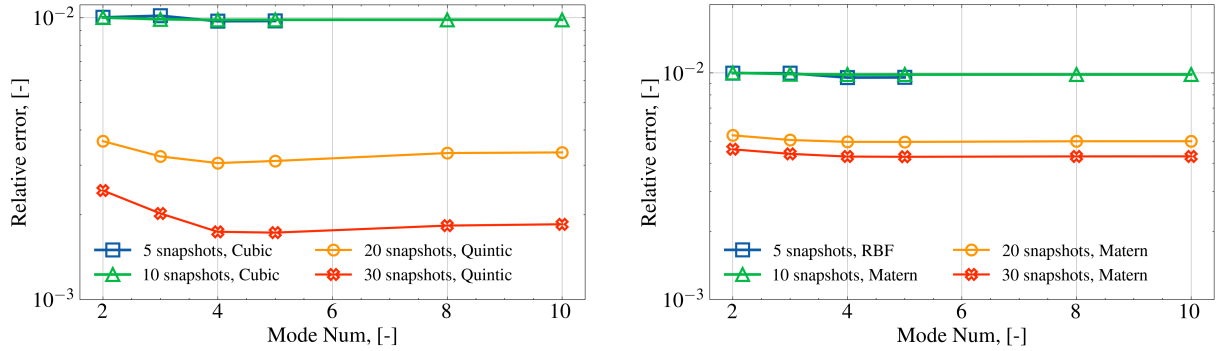 10⁻²
10⁻³
Relative error, [-]
5 snapshots, Cubic
10 snapshots, Cubic
20 snapshots, Quintic
30 snapshots, Quintic
2 4 6 8 10
Mode Num, [-]
10⁻²
10⁻³
Relative error, [-]
5 snapshots, RBF
10 snapshots, Matern
20 snapshots, Matern
30 snapshots, Matern
2 4 6 8 10
Mode Num, [-]